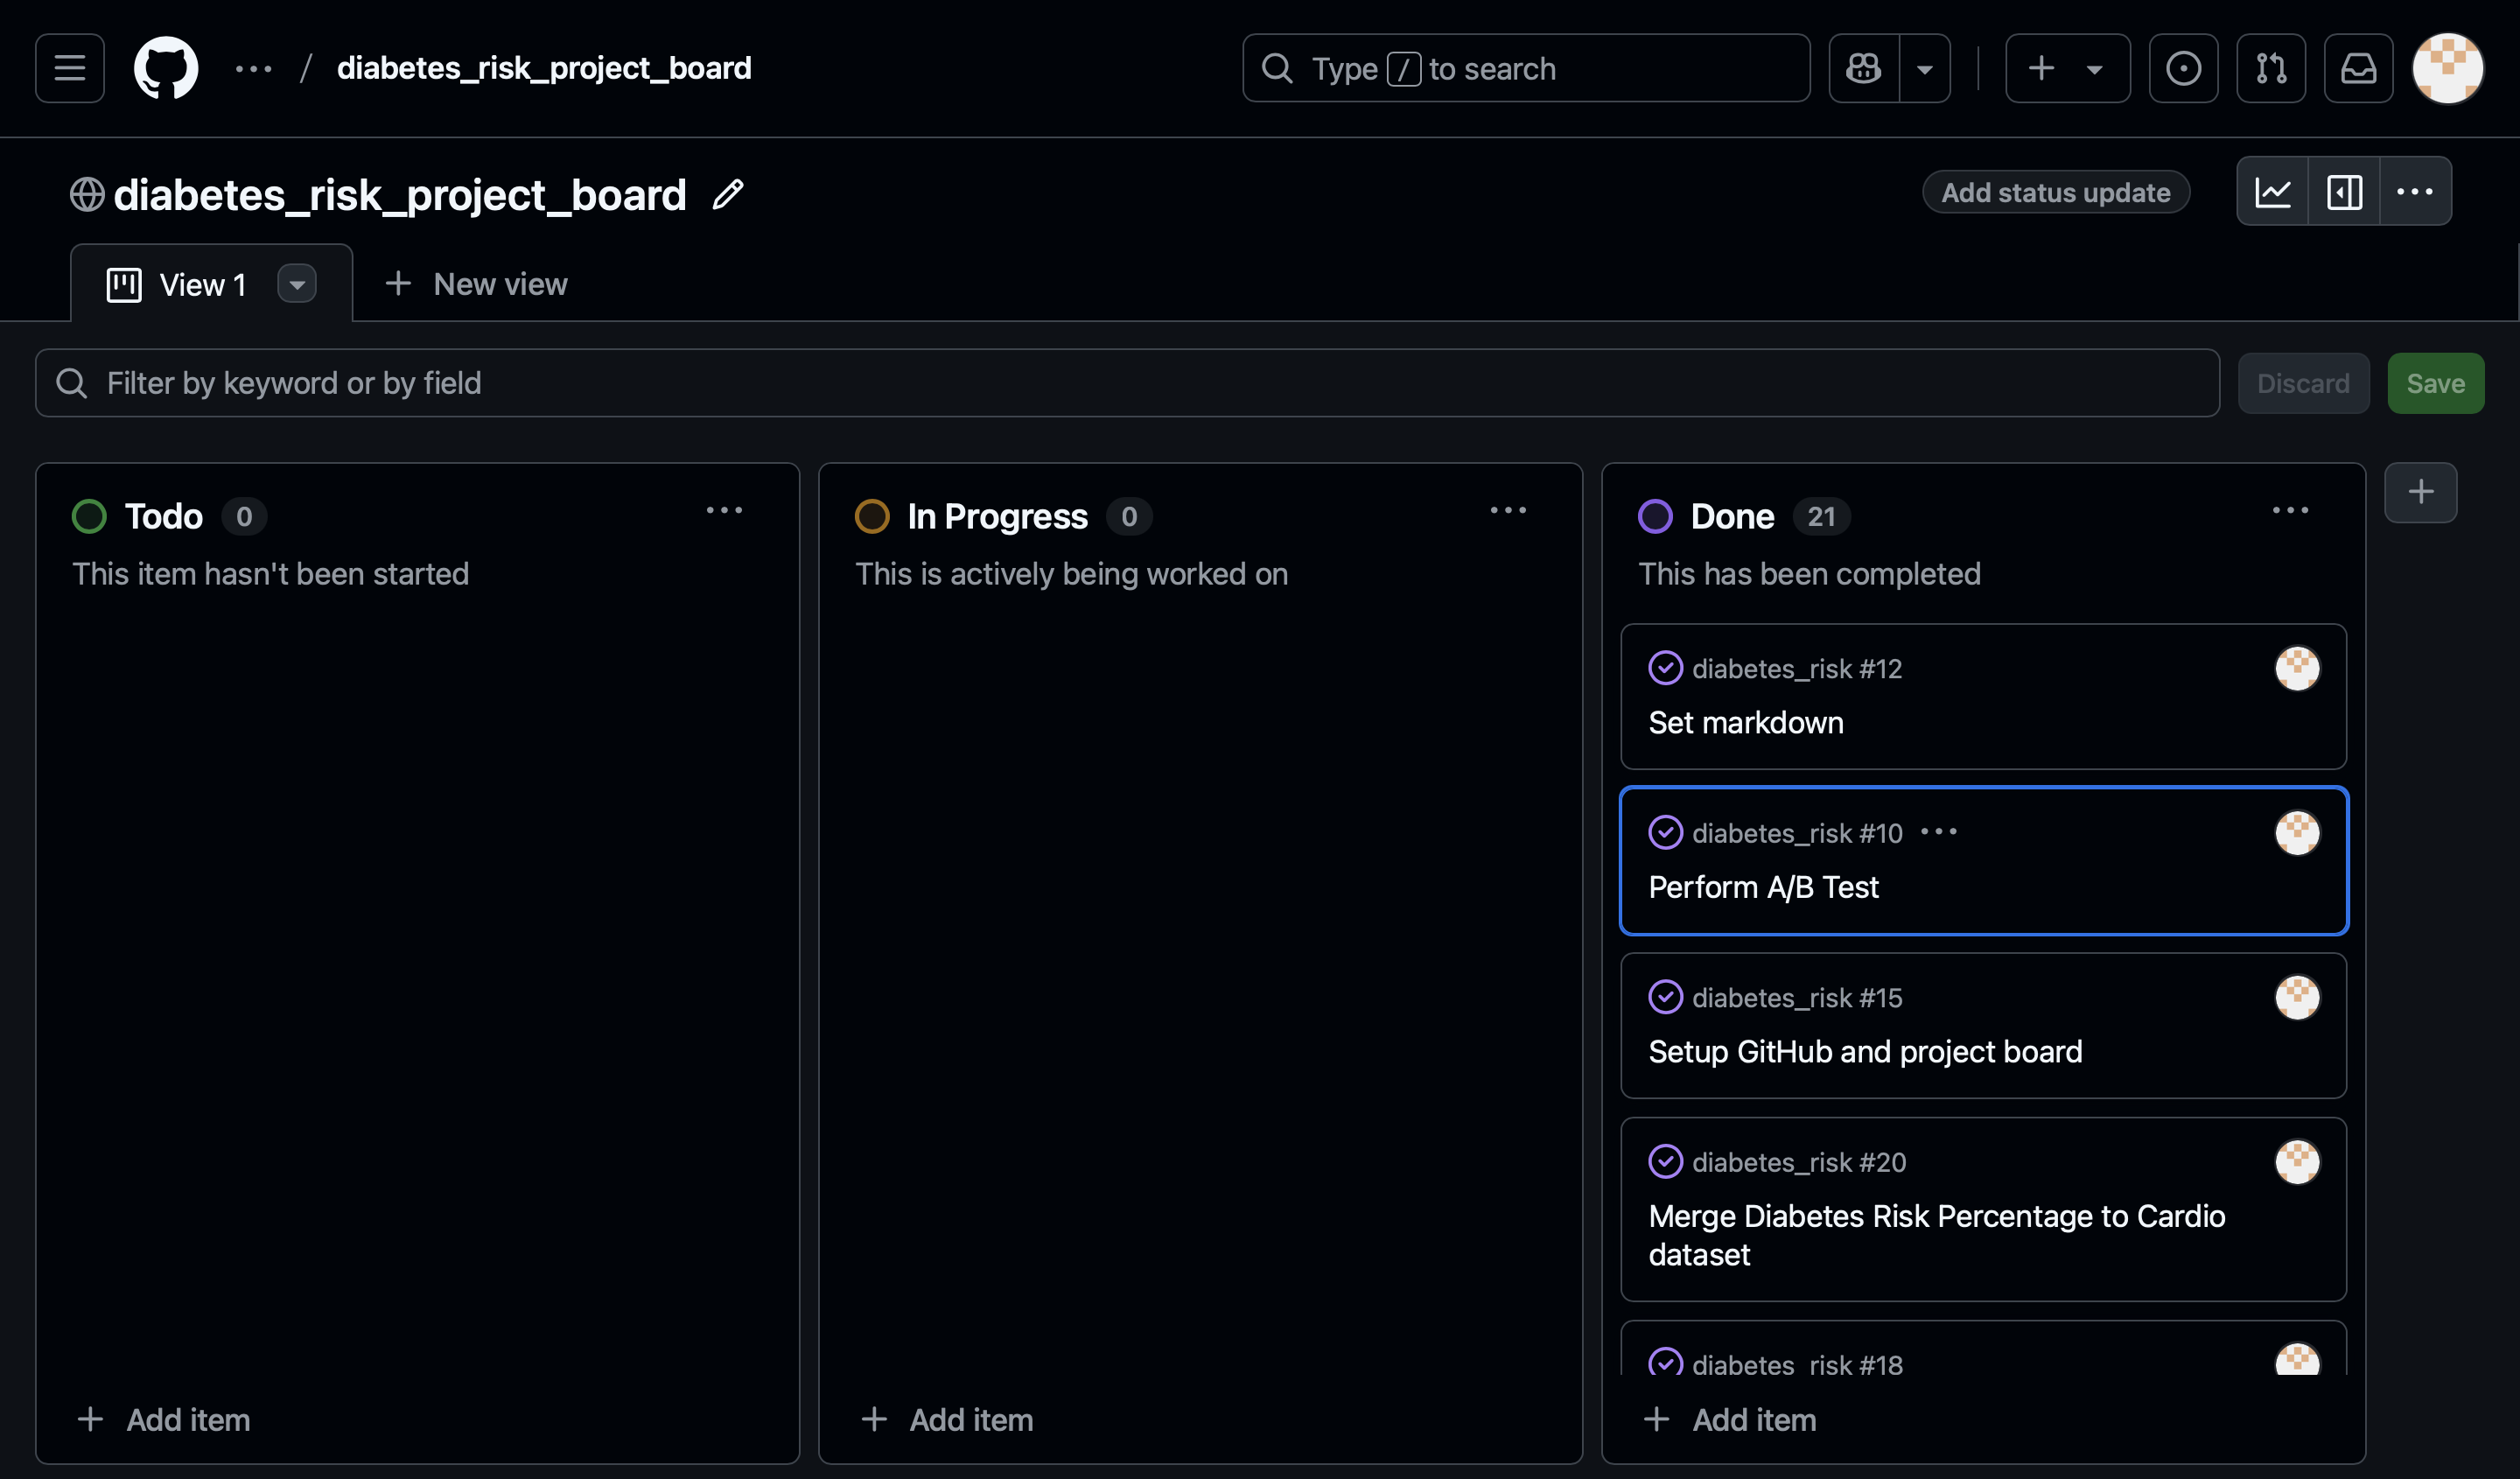 ... / diabetes_risk_project_board
Type / to search
diabetes_risk_project_board
Add status update
View 1
New view
Filter by keyword or by field
Discard
Save
Todo 0
This item hasn't been started
Add item
In Progress 0
This is actively being worked on
Add item
Done 21
This has been completed
diabetes_risk #12
Set markdown
diabetes_risk #10
Perform A/B Test
diabetes_risk #15
Setup GitHub and project board
diabetes_risk #20
Merge Diabetes Risk Percentage to Cardio
dataset
diabetes_risk #18
Add item